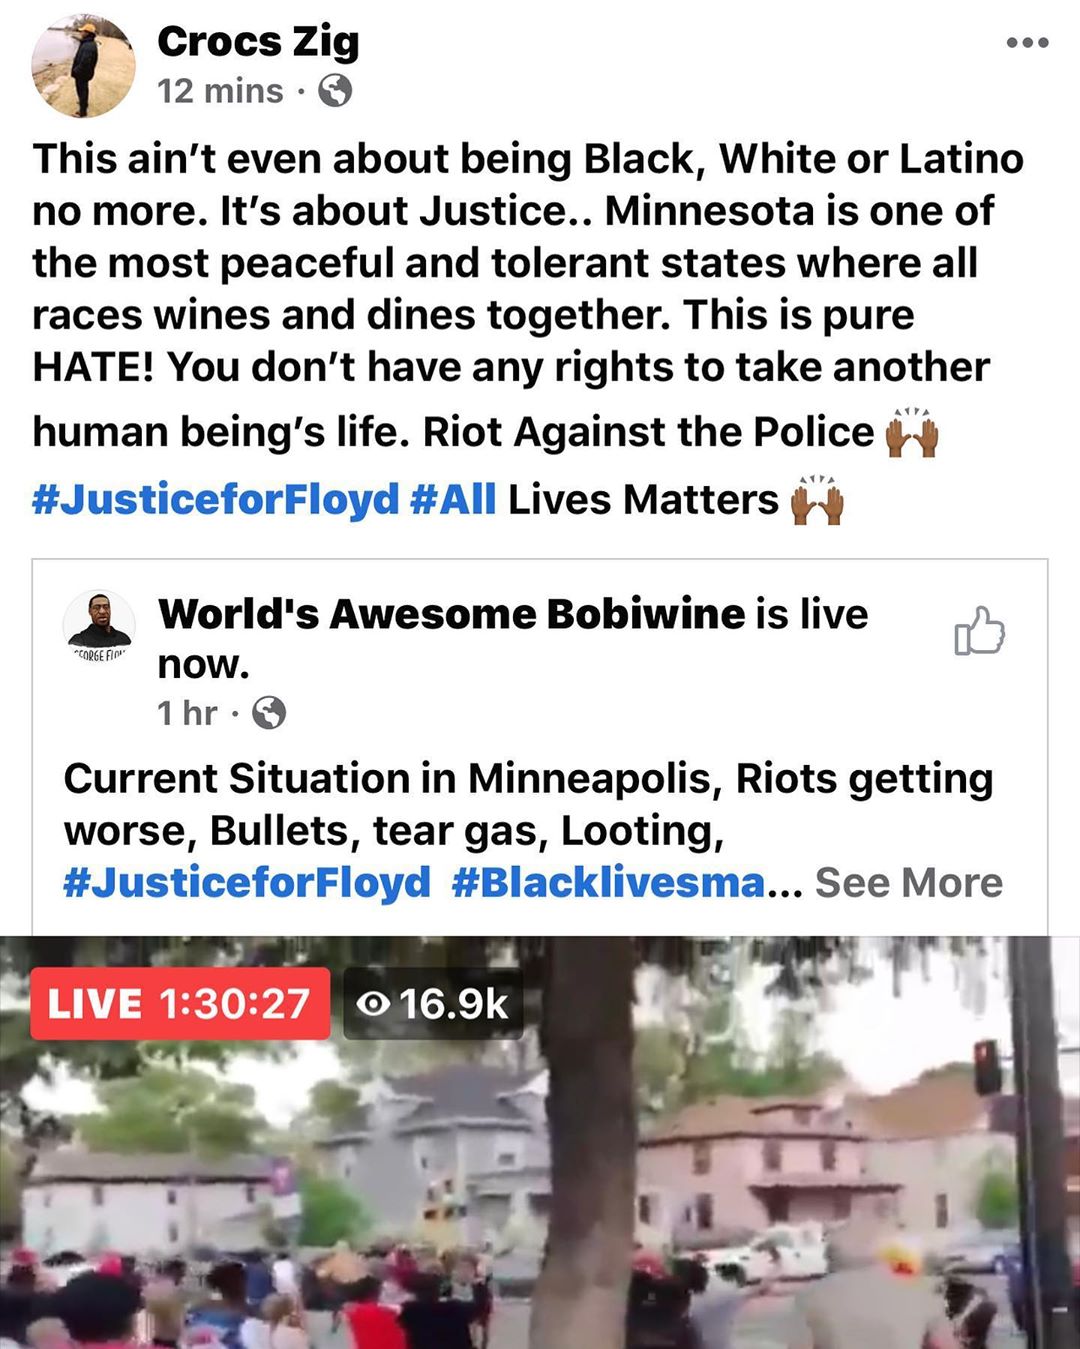 Crocs Zig
12 mins ·
This ain't even about being Black, White or Latino
no more. It's about Justice.. Minnesota is one of
the most peaceful and tolerant states where all
races wines and dines together. This is pure
HATE! You don't have any rights to take another
human being's life. Riot Against the Police 🙌🏾
#JusticeforFloyd #All Lives Matters 🙌🏾
GEORGE FLOY
World's Awesome Bobiwine is live
now.
1 hr ·
Current Situation in Minneapolis, Riots getting
worse, Bullets, tear gas, Looting,
#JusticeforFloyd #Blacklivesma... See More
LIVE 1:30:27 16.9k